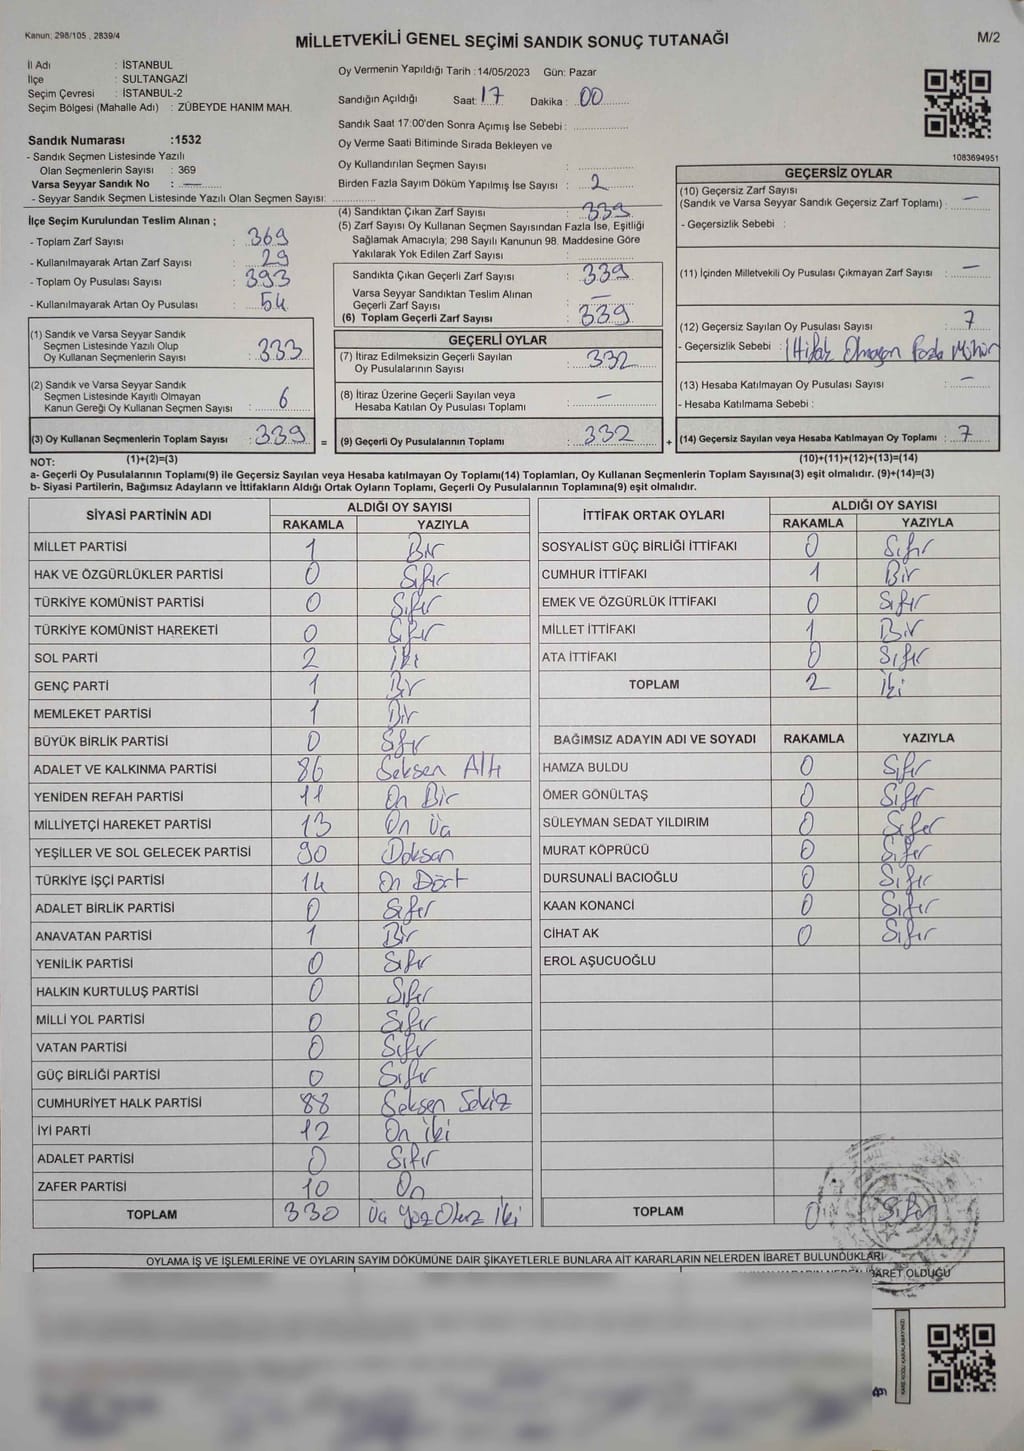 Kanun: 298/105 , 2839/4
MİLLETVEKİLİ GENEL SEÇİMİ SANDIK SONUÇ TUTANAĞI
M/2
İl Adı : İSTANBUL
İlçe : SULTANGAZİ
Seçim Çevresi : İSTANBUL-2
Seçim Bölgesi (Mahalle Adı) : ZÜBEYDE HANIM MAH.
Oy Vermenin Yapıldığı Tarih : 14/05/2023 Gün: Pazar
Sandığın Açıldığı Saat: 17 Dakika : 00
Sandık Saat 17:00'den Sonra Açımış İse Sebebi :
Oy Verme Saati Bitiminde Sırada Bekleyen ve
Oy Kullandırılan Seçmen Sayısı :
Birden Fazla Sayım Döküm Yapılmış İse Sayısı : 2
1083694951
Sandık Numarası :1532
- Sandık Seçmen Listesinde Yazılı
Olan Seçmenlerin Sayısı : 369
Varsa Seyyar Sandık No : —
- Seyyar Sandık Seçmen Listesinde Yazılı Olan Seçmen Sayısı:
İlçe Seçim Kurulundan Teslim Alınan ;
- Toplam Zarf Sayısı : 369
- Kullanılmayarak Artan Zarf Sayısı : 29
- Toplam Oy Pusulası Sayısı : 393
- Kullanılmayarak Artan Oy Pusulası : 54
(1) Sandık ve Varsa Seyyar Sandık
Seçmen Listesinde Yazılı Olup
Oy Kullanan Seçmenlerin Sayısı : 333
(2) Sandık ve Varsa Seyyar Sandık
Seçmen Listesinde Kayıtlı Olmayan
Kanun Gereği Oy Kullanan Seçmen Sayısı : 6
(3) Oy Kullanan Seçmenlerin Toplam Sayısı : 339 =
(1)+(2)=(3)
(4) Sandıktan Çıkan Zarf Sayısı : 339
(5) Zarf Sayısı Oy Kullanan Seçmen Sayısından Fazla İse, Eşitliği
Sağlamak Amacıyla; 298 Sayılı Kanunun 98. Maddesine Göre
Yakılarak Yok Edilen Zarf Sayısı :
Sandıkta Çıkan Geçerli Zarf Sayısı : 339
Varsa Seyyar Sandıktan Teslim Alınan
Geçerli Zarf Sayısı : —
(6) Toplam Geçerli Zarf Sayısı : 339
GEÇERLİ OYLAR
(7) İtiraz Edilmeksizin Geçerli Sayılan
Oy Pusulalarının Sayısı : 332
(8) İtiraz Üzerine Geçerli Sayılan veya
Hesaba Katılan Oy Pusulası Toplamı : —
(9) Geçerli Oy Pusulalarının Toplamı : 332 +
GEÇERSİZ OYLAR
(10) Geçersiz Zarf Sayısı
(Sandık ve Varsa Seyyar Sandık Geçersiz Zarf Toplamı) : —
- Geçersizlik Sebebi :
(11) İçinden Milletvekili Oy Pusulası Çıkmayan Zarf Sayısı : —
(12) Geçersiz Sayılan Oy Pusulası Sayısı : 7
- Geçersizlik Sebebi : İttifak Olmayan Fazla Mühür
(13) Hesaba Katılmayan Oy Pusulası Sayısı : —
- Hesaba Katılmama Sebebi :
(14) Geçersiz Sayılan veya Hesaba Katılmayan Oy Toplamı : 7
(10)+(11)+(12)+(13)=(14)
NOT:
a- Geçerli Oy Pusulalarının Toplamı(9) ile Geçersiz Sayılan veya Hesaba katılmayan Oy Toplamı(14) Toplamları, Oy Kullanan Seçmenlerin Toplam Sayısına(3) eşit olmalıdır. (9)+(14)=(3)
b- Siyasi Partilerin, Bağımsız Adayların ve İttifakların Aldığı Ortak Oyların Toplamı, Geçerli Oy Pusulalarının Toplamına(9) eşit olmalıdır.
SİYASİ PARTİNİN ADI
ALDIĞI OY SAYISI
RAKAMLA YAZIYLA
MİLLET PARTİSİ 1 Bir
HAK VE ÖZGÜRLÜKLER PARTİSİ 0 Sıfır
TÜRKİYE KOMÜNİST PARTİSİ 0 Sıfır
TÜRKİYE KOMÜNİST HAREKETİ 0 Sıfır
SOL PARTİ 2 İki
GENÇ PARTİ 1 Bir
MEMLEKET PARTİSİ 1 Bir
BÜYÜK BİRLİK PARTİSİ 0 Sıfır
ADALET VE KALKINMA PARTİSİ 86 Seksen Altı
YENİDEN REFAH PARTİSİ 11 On Bir
MİLLİYETÇİ HAREKET PARTİSİ 13 On Üç
YEŞİLLER VE SOL GELECEK PARTİSİ 90 Doksan
TÜRKİYE İŞÇİ PARTİSİ 14 On Dört
ADALET BİRLİK PARTİSİ 0 Sıfır
ANAVATAN PARTİSİ 1 Bir
YENİLİK PARTİSİ 0 Sıfır
HALKIN KURTULUŞ PARTİSİ 0 Sıfır
MİLLİ YOL PARTİSİ 0 Sıfır
VATAN PARTİSİ 0 Sıfır
GÜÇ BİRLİĞİ PARTİSİ 0 Sıfır
CUMHURİYET HALK PARTİSİ 88 Seksen Sekiz
İYİ PARTİ 12 On İki
ADALET PARTİSİ 0 Sıfır
ZAFER PARTİSİ 10 On
TOPLAM 330 Üç Yüz Otuz İki
İTTİFAK ORTAK OYLARI
ALDIĞI OY SAYISI
RAKAMLA YAZIYLA
SOSYALİST GÜÇ BİRLİĞİ İTTİFAKI 0 Sıfır
CUMHUR İTTİFAKI 1 Bir
EMEK VE ÖZGÜRLÜK İTTİFAKI 0 Sıfır
MİLLET İTTİFAKI 1 Bir
ATA İTTİFAKI 0 Sıfır
TOPLAM 2 İki
BAĞIMSIZ ADAYIN ADI VE SOYADI RAKAMLA YAZIYLA
HAMZA BULDU 0 Sıfır
ÖMER GÖNÜLTAŞ 0 Sıfır
SÜLEYMAN SEDAT YILDIRIM 0 Sıfır
MURAT KÖPRÜCÜ 0 Sıfır
DURSUNALİ BACIOĞLU 0 Sıfır
KAAN KONANCİ 0 Sıfır
CİHAT AK 0 Sıfır
EROL AŞUCUOĞLU
TOPLAM 0 Sıfır
OYLAMA İŞ VE İŞLEMLERİNE VE OYLARIN SAYIM DÖKÜMÜNE DAİR ŞİKAYETLERLE BUNLARA AİT KARARLARIN NELERDEN İBARET BULUNDUKLARI
İBARET OLDUĞU